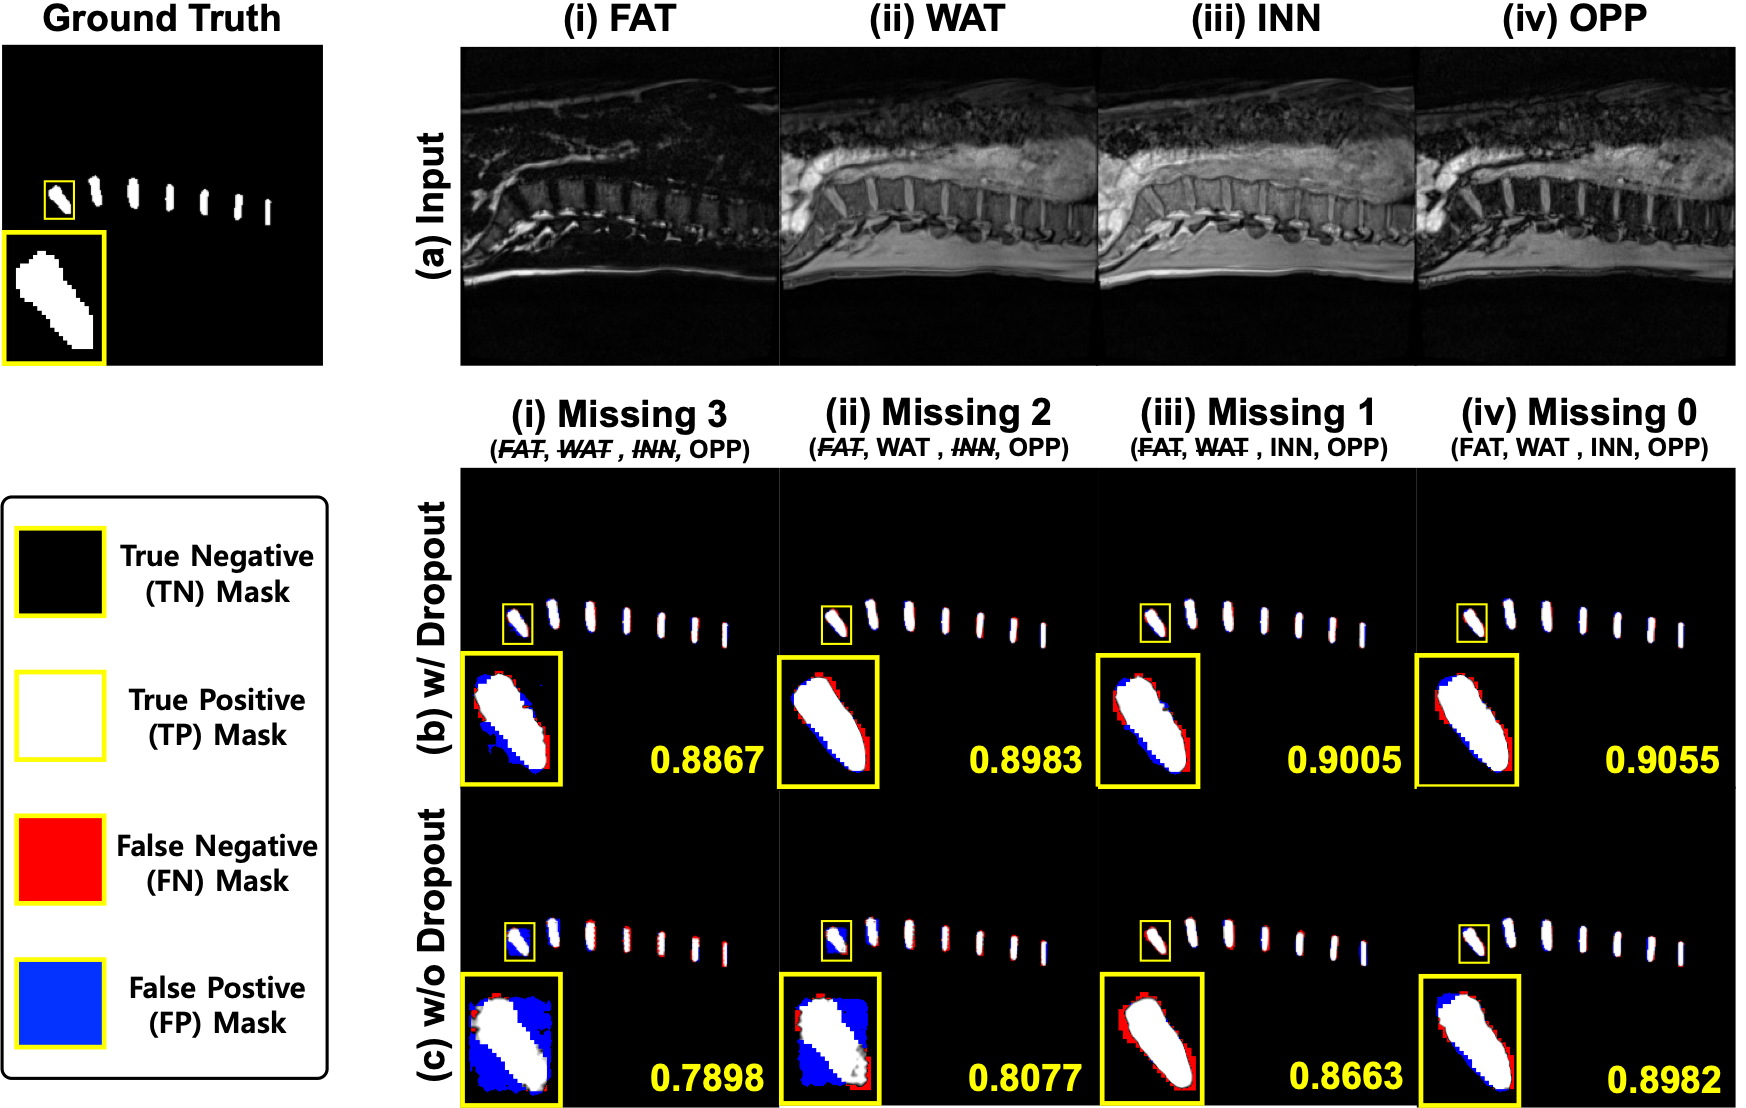 Ground Truth
(i) FAT
(ii) WAT
(iii) INN
(iv) OPP
(a) Input
(i) Missing 3
(FAT, WAT , INN, OPP)
(ii) Missing 2
(FAT, WAT , INN, OPP)
(iii) Missing 1
(FAT, WAT , INN, OPP)
(iv) Missing 0
(FAT, WAT , INN, OPP)
True Negative
(TN) Mask
True Positive
(TP) Mask
False Negative
(FN) Mask
False Postive
(FP) Mask
(b) w/ Dropout
0.8867
0.8983
0.9005
0.9055
(c) w/o Dropout
0.7898
0.8077
0.8663
0.8982